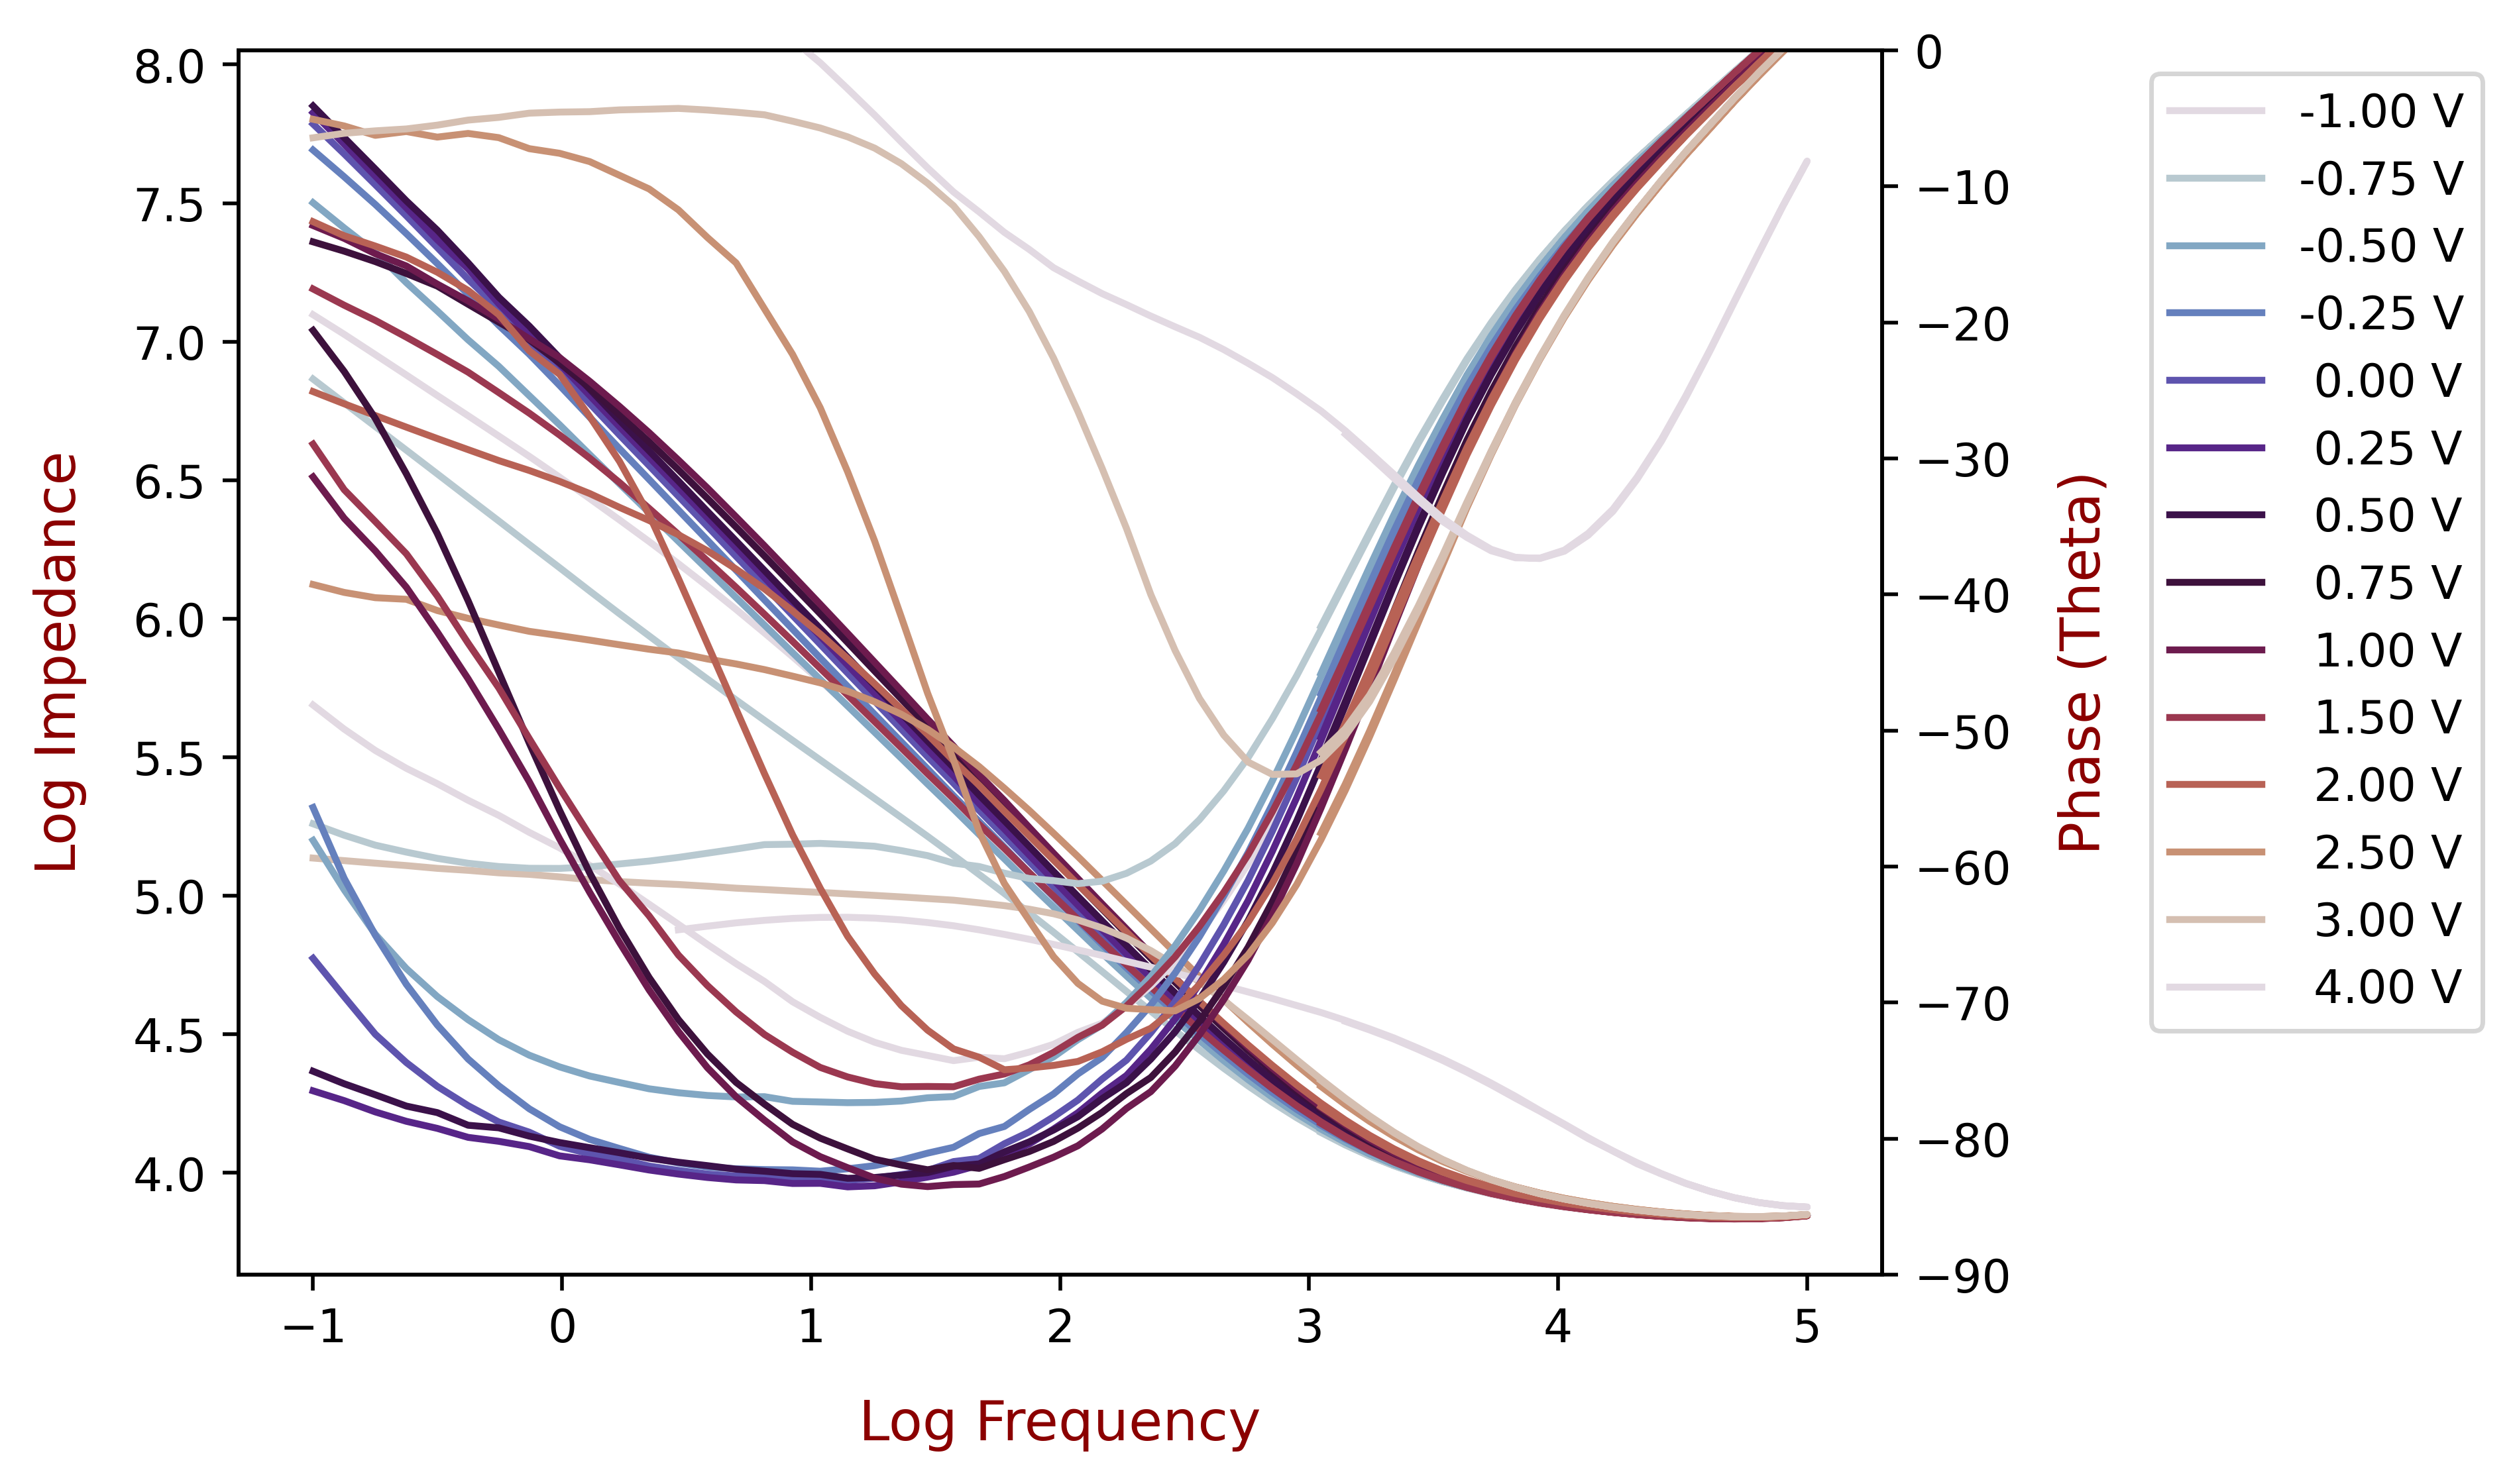 8.0
7.5
7.0
6.5
6.0
5.5
5.0
4.5
4.0
Log Impedance
−1
0
1
2
3
4
5
Log Frequency
0
−10
−20
−30
−40
−50
−60
−70
−80
−90
Phase (Theta)
-1.00 V
-0.75 V
-0.50 V
-0.25 V
0.00 V
0.25 V
0.50 V
0.75 V
1.00 V
1.50 V
2.00 V
2.50 V
3.00 V
4.00 V